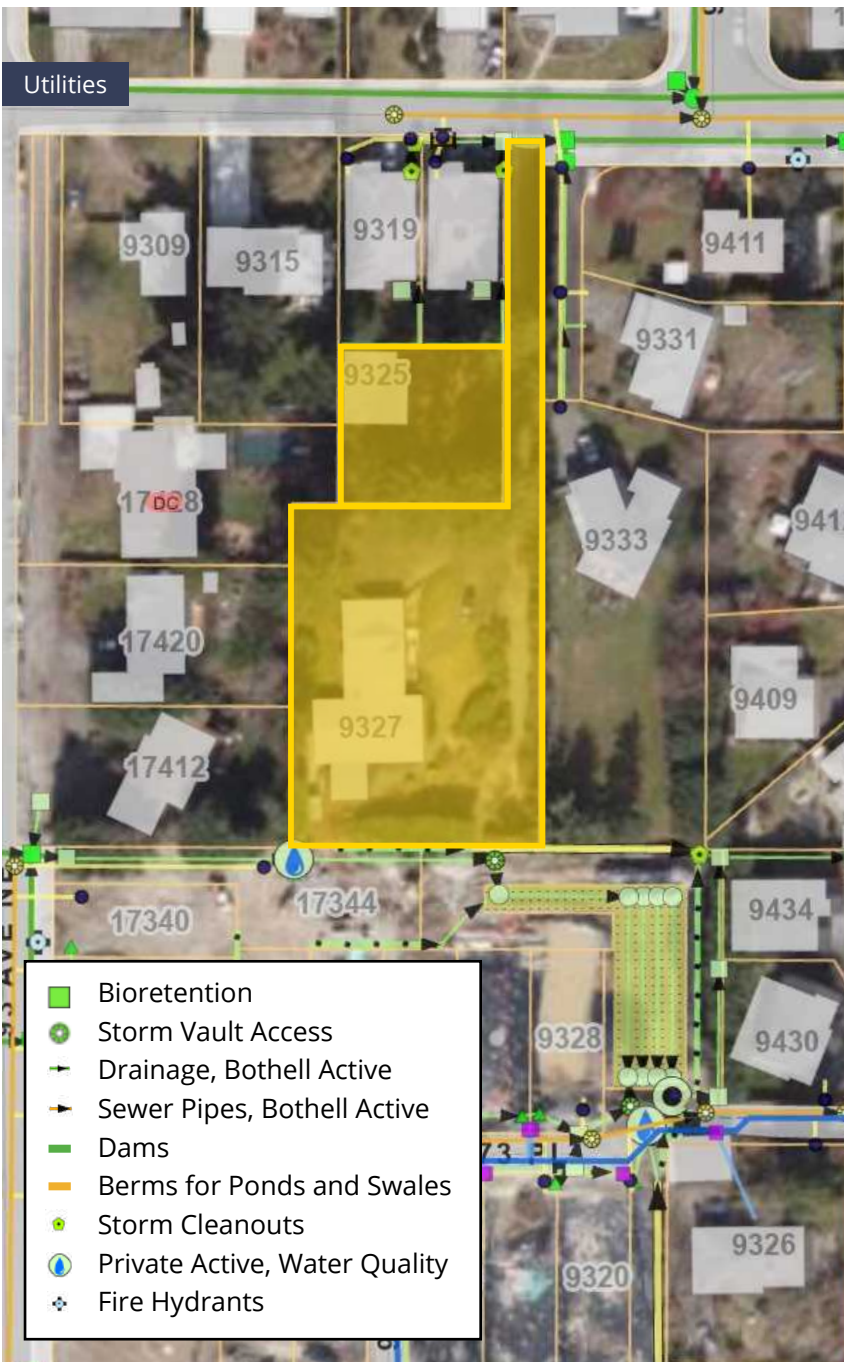 Utilities
9309
9315
9319
9411
9331
9325
DC
9333
17420
9409
9327
17412
17340
17344
9434
9328
9430
9326
9320
Bioretention
Storm Vault Access
Drainage, Bothell Active
Sewer Pipes, Bothell Active
Dams
Berms for Ponds and Swales
Storm Cleanouts
Private Active, Water Quality
Fire Hydrants